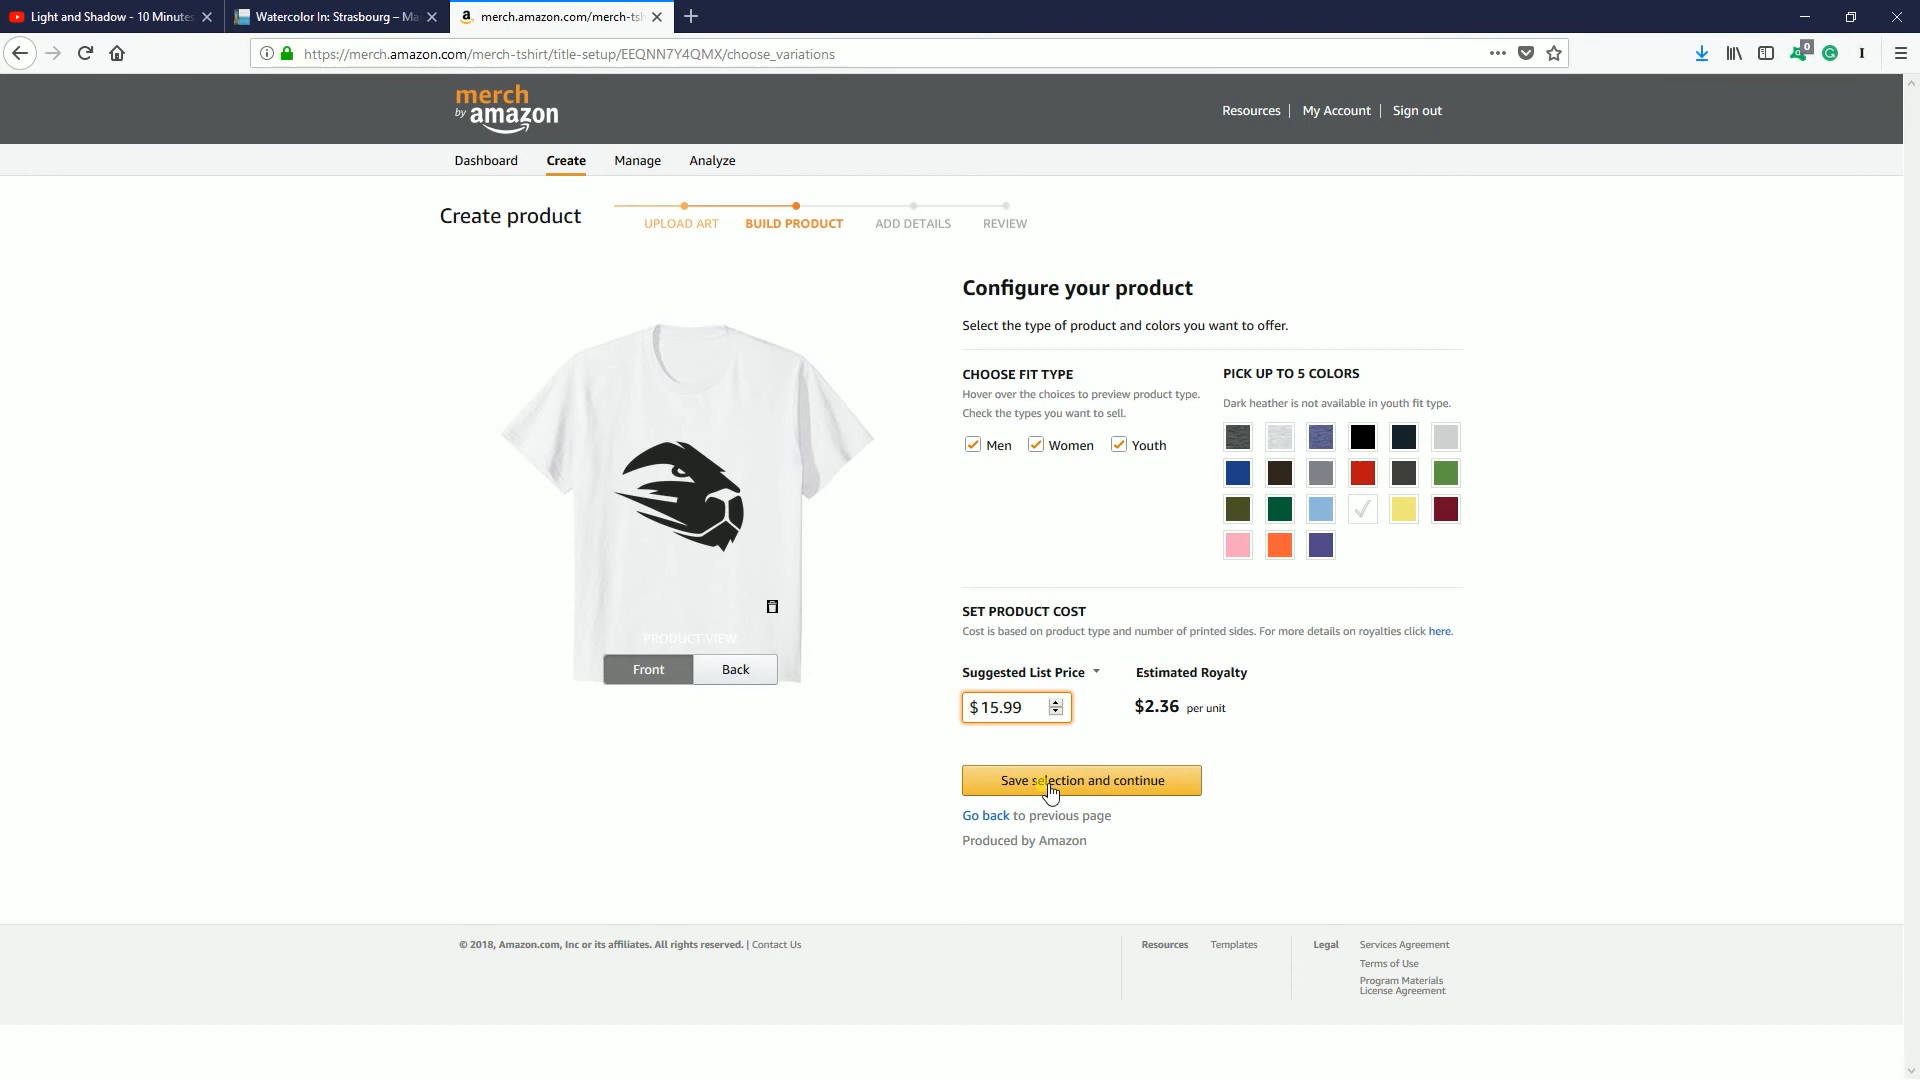 Light and Shadow - 10 Minutes
Watercolor In: Strasbourg – Ma
merch.amazon.com/merch-tsh
https://merch.amazon.com/merch-tshirt/title-setup/EEQNN7Y4QMX/choose_variations
0
merch
by amazon
Resources | My Account | Sign out
Dashboard Create Manage Analyze
Create product
UPLOAD ART BUILD PRODUCT ADD DETAILS REVIEW
Configure your product
Select the type of product and colors you want to offer.
CHOOSE FIT TYPE
Hover over the choices to preview product type.
Check the types you want to sell.
Men Women Youth
PICK UP TO 5 COLORS
Dark heather is not available in youth fit type.
PRODUCT VIEW
Front Back
SET PRODUCT COST
Cost is based on product type and number of printed sides. For more details on royalties click here.
Suggested List Price Estimated Royalty
$ 15.99 $2.36 per unit
Save selection and continue
Go back to previous page
Produced by Amazon
© 2018, Amazon.com, Inc or its affiliates. All rights reserved. | Contact Us
Resources Templates
Legal Services Agreement
Terms of Use
Program Materials
License Agreement